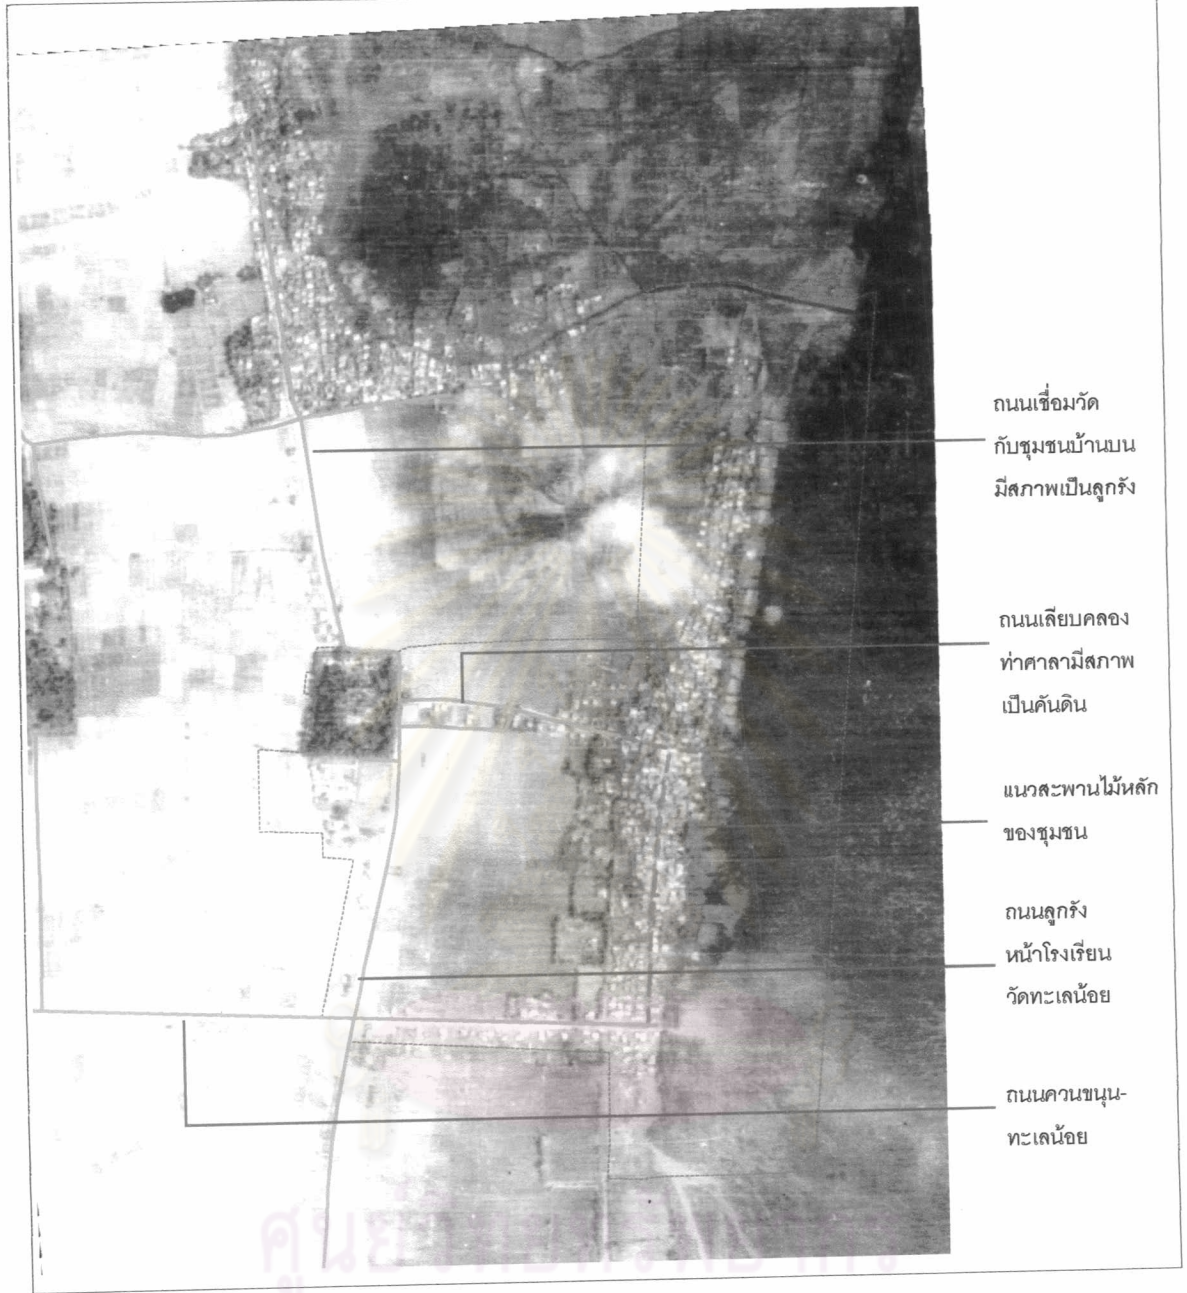 ถนนเชื่อมวัด
กับชุมชนบ้านบน
มีสภาพเป็นลูกรัง
ถนนเลียบคลอง
ท่าศาลามีสภาพ
เป็นคันดิน
แนวสะพานไม้หลัก
ของชุมชน
ถนนลูกรัง
หน้าโรงเรียน
วัดทะเลน้อย
ถนนควนขนุน-
ทะเลน้อย